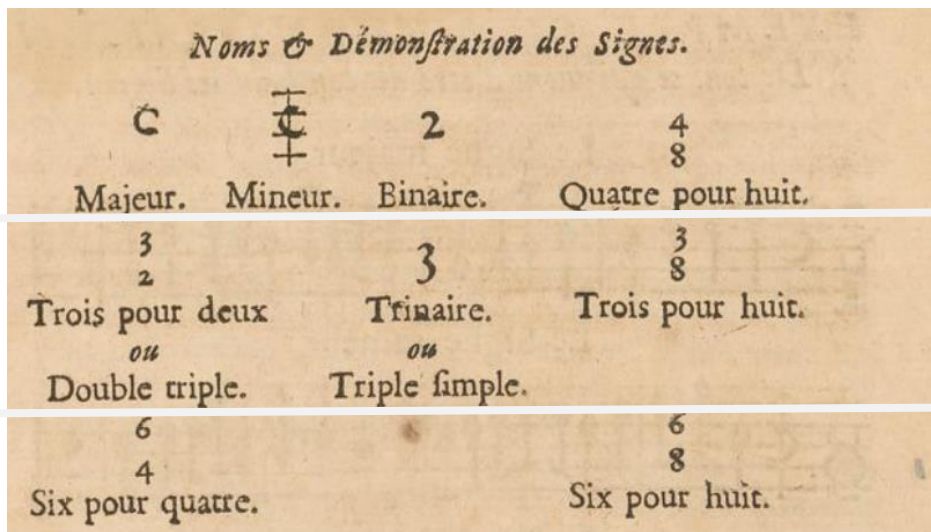 Noms & Démonſtration des Signes.
C ₵ 2 4
8
Majeur. Mineur. Binaire. Quatre pour huit.
3 3 3
2 8
Trois pour deux Trinaire. Trois pour huit.
ou ou
Double triple. Triple ſimple.
6 6
4 8
Six pour quatre. Six pour huit.